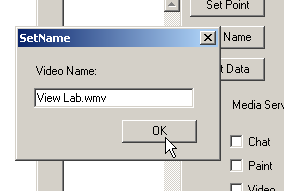 Set Point
SetName
Name
Video Name:
t Data
View Lab.wmv
Media Serv
OK
Chat
Paint
Video